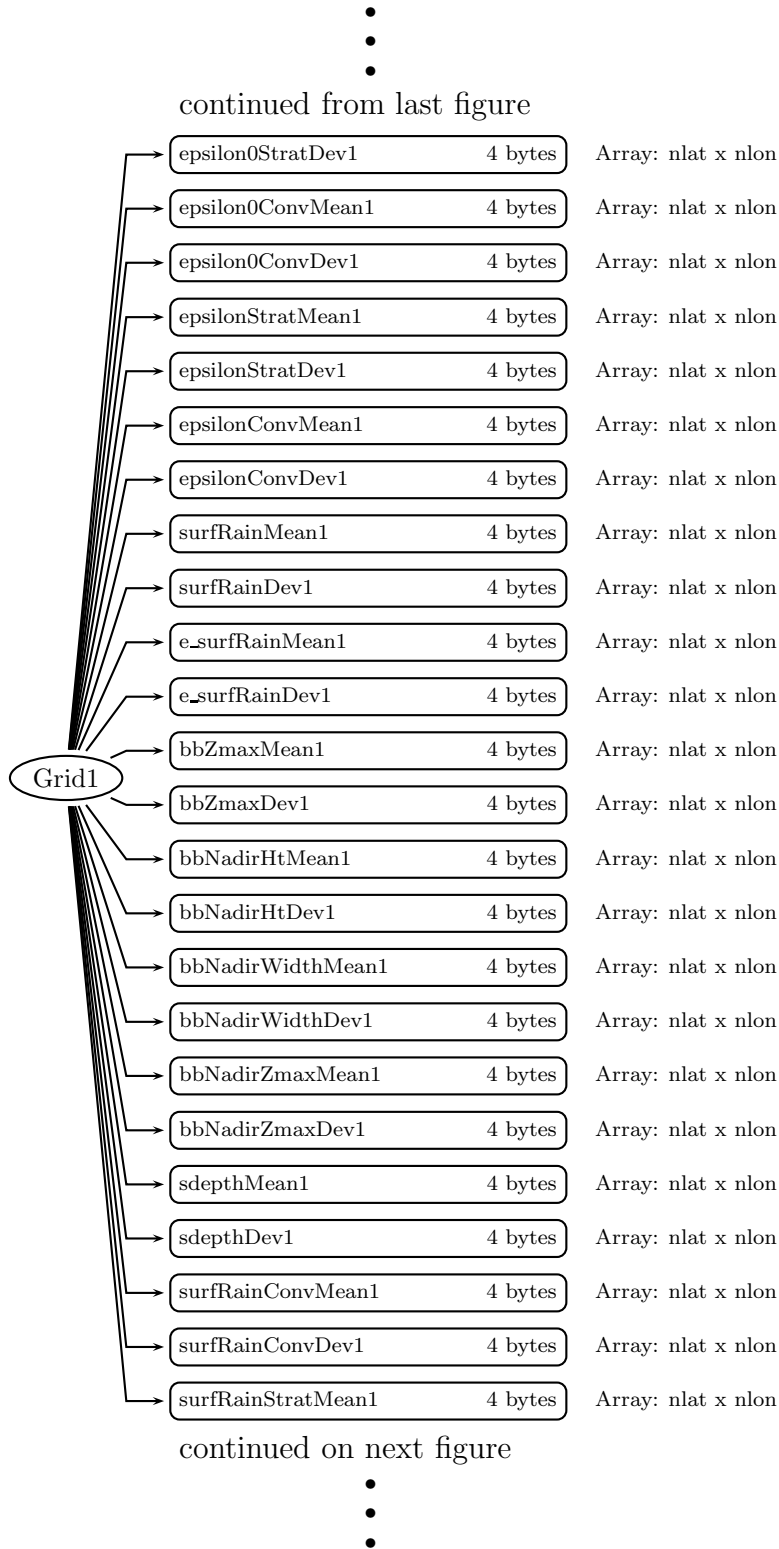 continued from last figure
epsilon0StratDev1 4 bytes Array: nlat x nlon
epsilon0ConvMean1 4 bytes Array: nlat x nlon
epsilon0ConvDev1 4 bytes Array: nlat x nlon
epsilonStratMean1 4 bytes Array: nlat x nlon
epsilonStratDev1 4 bytes Array: nlat x nlon
epsilonConvMean1 4 bytes Array: nlat x nlon
epsilonConvDev1 4 bytes Array: nlat x nlon
surfRainMean1 4 bytes Array: nlat x nlon
surfRainDev1 4 bytes Array: nlat x nlon
e_surfRainMean1 4 bytes Array: nlat x nlon
e_surfRainDev1 4 bytes Array: nlat x nlon
bbZmaxMean1 4 bytes Array: nlat x nlon
Grid1
bbZmaxDev1 4 bytes Array: nlat x nlon
bbNadirHtMean1 4 bytes Array: nlat x nlon
bbNadirHtDev1 4 bytes Array: nlat x nlon
bbNadirWidthMean1 4 bytes Array: nlat x nlon
bbNadirWidthDev1 4 bytes Array: nlat x nlon
bbNadirZmaxMean1 4 bytes Array: nlat x nlon
bbNadirZmaxDev1 4 bytes Array: nlat x nlon
sdepthMean1 4 bytes Array: nlat x nlon
sdepthDev1 4 bytes Array: nlat x nlon
surfRainConvMean1 4 bytes Array: nlat x nlon
surfRainConvDev1 4 bytes Array: nlat x nlon
surfRainStratMean1 4 bytes Array: nlat x nlon
continued on next figure